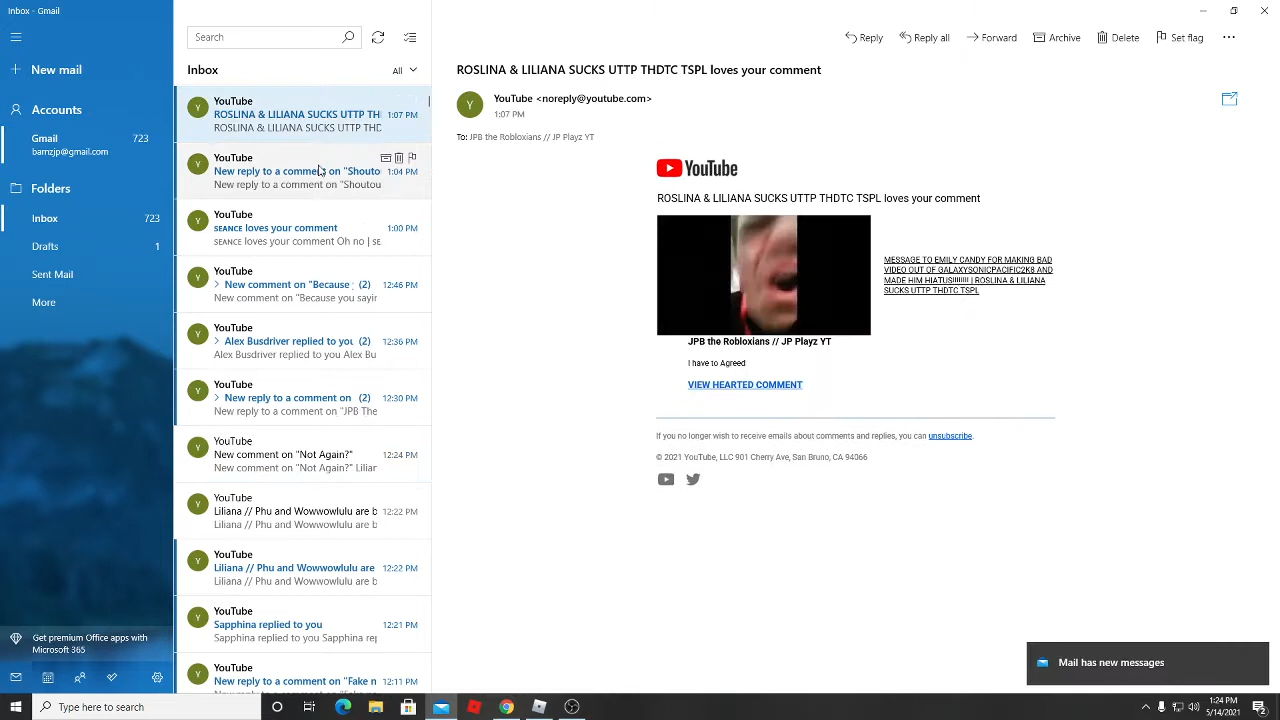 Inbox - Gmail
Search
Reply
Reply all
Forward
Archive
Delete
Set flag
New mail
Inbox
All
ROSLINA & LILIANA SUCKS UTTP THDTC TSPL loves your comment
Accounts
Gmail
barnzjp@gmail.com
723
Folders
Inbox
723
Drafts
1
Sent Mail
More
Get premium Office apps with
Microsoft 365
YouTube
ROSLINA & LILIANA SUCKS UTTP TH
1:07 PM
ROSLINA & LILIANA SUCKS UTTP THD
YouTube
New reply to a comment on "Shouto
1:04 PM
New reply to a comment on "Shoutou
YouTube
SEANCE loves your comment
1:00 PM
SEANCE loves your comment Oh no | SE
YouTube
New comment on "Because
(2)
12:46 PM
New comment on "Because you sayin
YouTube
Alex Busdriver replied to you
(2)
12:36 PM
Alex Busdriver replied to you Alex Bu
YouTube
New reply to a comment on
(2)
12:30 PM
New reply to a comment on "JPB The
YouTube
New comment on "Not Again?"
12:24 PM
New comment on "Not Again?" Lilian
YouTube
Liliana // Phu and Wowwowlulu are b
12:22 PM
Liliana // Phu and Wowwowlulu are b
YouTube
Liliana // Phu and Wowwowlulu are
12:22 PM
Liliana // Phu and Wowwowlulu are b
YouTube
Sapphina replied to you
12:21 PM
Sapphina replied to you Sapphina rep
YouTube
New reply to a comment on "Fake n
12:11 PM
Y
YouTube <noreply@youtube.com>
1:07 PM
To: JPB the Robloxians // JP Playz YT
YouTube
ROSLINA & LILIANA SUCKS UTTP THDTC TSPL loves your comment
MESSAGE TO EMILY CANDY FOR MAKING BAD
VIDEO OUT OF GALAXYSONICPACIFIC2K8 AND
MADE HIM HIATUS!!!!!!!! | ROSLINA & LILIANA
SUCKS UTTP THDTC TSPL
JPB the Robloxians // JP Playz YT
I have to Agreed
VIEW HEARTED COMMENT
If you no longer wish to receive emails about comments and replies, you can unsubscribe.
© 2021 YouTube, LLC 901 Cherry Ave, San Bruno, CA 94066
Mail has new messages
Type here to search
1:24 PM
5/14/2021
2